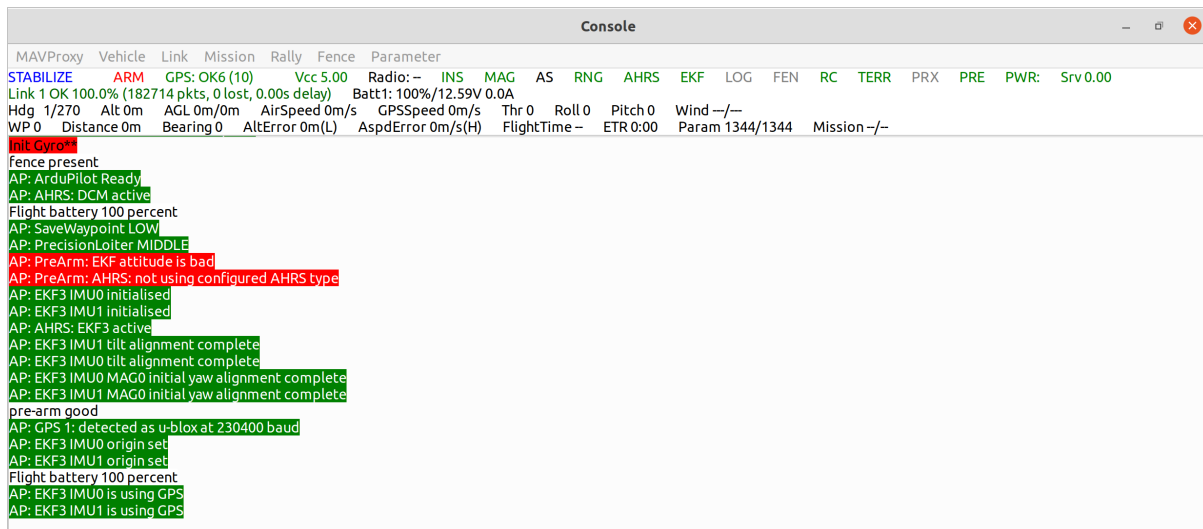 Console
MAVProxy Vehicle Link Mission Rally Fence Parameter
STABILIZE ARM GPS: OK6 (10) Vcc 5.00 Radio: -- INS MAG AS RNG AHRS EKF LOG FEN RC TERR PRX PRE PWR: Srv 0.00
Link 1 OK 100.0% (182714 pkts, 0 lost, 0.00s delay) Batt1: 100%/12.59V 0.0A
Hdg 1/270 Alt 0m AGL 0m/0m AirSpeed 0m/s GPSSpeed 0m/s Thr 0 Roll 0 Pitch 0 Wind ---/---
WP 0 Distance 0m Bearing 0 AltError 0m(L) AspdError 0m/s(H) FlightTime -- ETR 0:00 Param 1344/1344 Mission --/--
Init Gyro**
fence present
AP: ArduPilot Ready
AP: AHRS: DCM active
Flight battery 100 percent
AP: SaveWaypoint LOW
AP: PrecisionLoiter MIDDLE
AP: PreArm: EKF attitude is bad
AP: PreArm: AHRS: not using configured AHRS type
AP: EKF3 IMU0 initialised
AP: EKF3 IMU1 initialised
AP: AHRS: EKF3 active
AP: EKF3 IMU1 tilt alignment complete
AP: EKF3 IMU0 tilt alignment complete
AP: EKF3 IMU0 MAG0 initial yaw alignment complete
AP: EKF3 IMU1 MAG0 initial yaw alignment complete
pre-arm good
AP: GPS 1: detected as u-blox at 230400 baud
AP: EKF3 IMU0 origin set
AP: EKF3 IMU1 origin set
Flight battery 100 percent
AP: EKF3 IMU0 is using GPS
AP: EKF3 IMU1 is using GPS